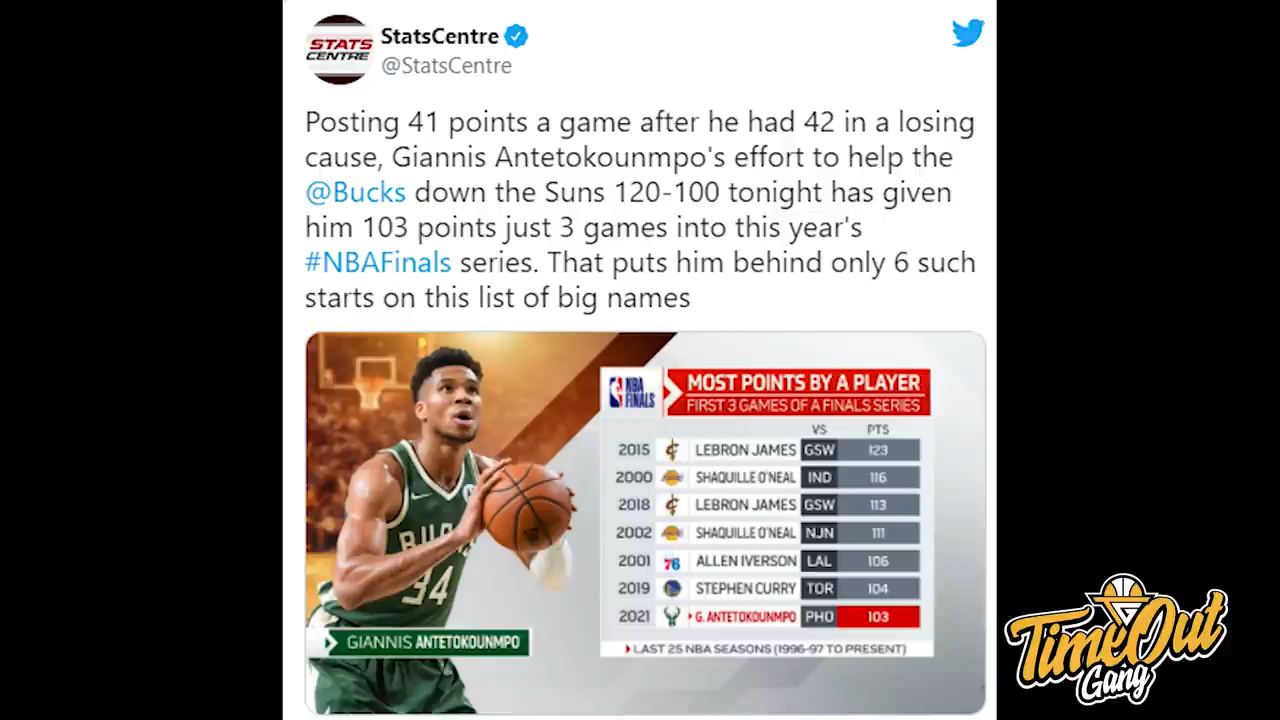 STATS
CENTRE
StatsCentre
@StatsCentre
Posting 41 points a game after he had 42 in a losing
cause, Giannis Antetokounmpo's effort to help the
@Bucks down the Suns 120-100 tonight has given
him 103 points just 3 games into this year's
#NBAFinals series. That puts him behind only 6 such
starts on this list of big names
BUCKS
34
GIANNIS ANTETOKOUNMPO
NBA
FINALS
MOST POINTS BY A PLAYER
FIRST 3 GAMES OF A FINALS SERIES
VS PTS
2015 LEBRON JAMES GSW 123
2000 SHAQUILLE O'NEAL IND 116
2018 LEBRON JAMES GSW 113
2002 SHAQUILLE O'NEAL NJN 111
2001 76 ALLEN IVERSON LAL 106
2019 STEPHEN CURRY TOR 104
2021 G. ANTETOKOUNMPO PHO 103
LAST 25 NBA SEASONS (1996-97 TO PRESENT)
TimeOut
Gang